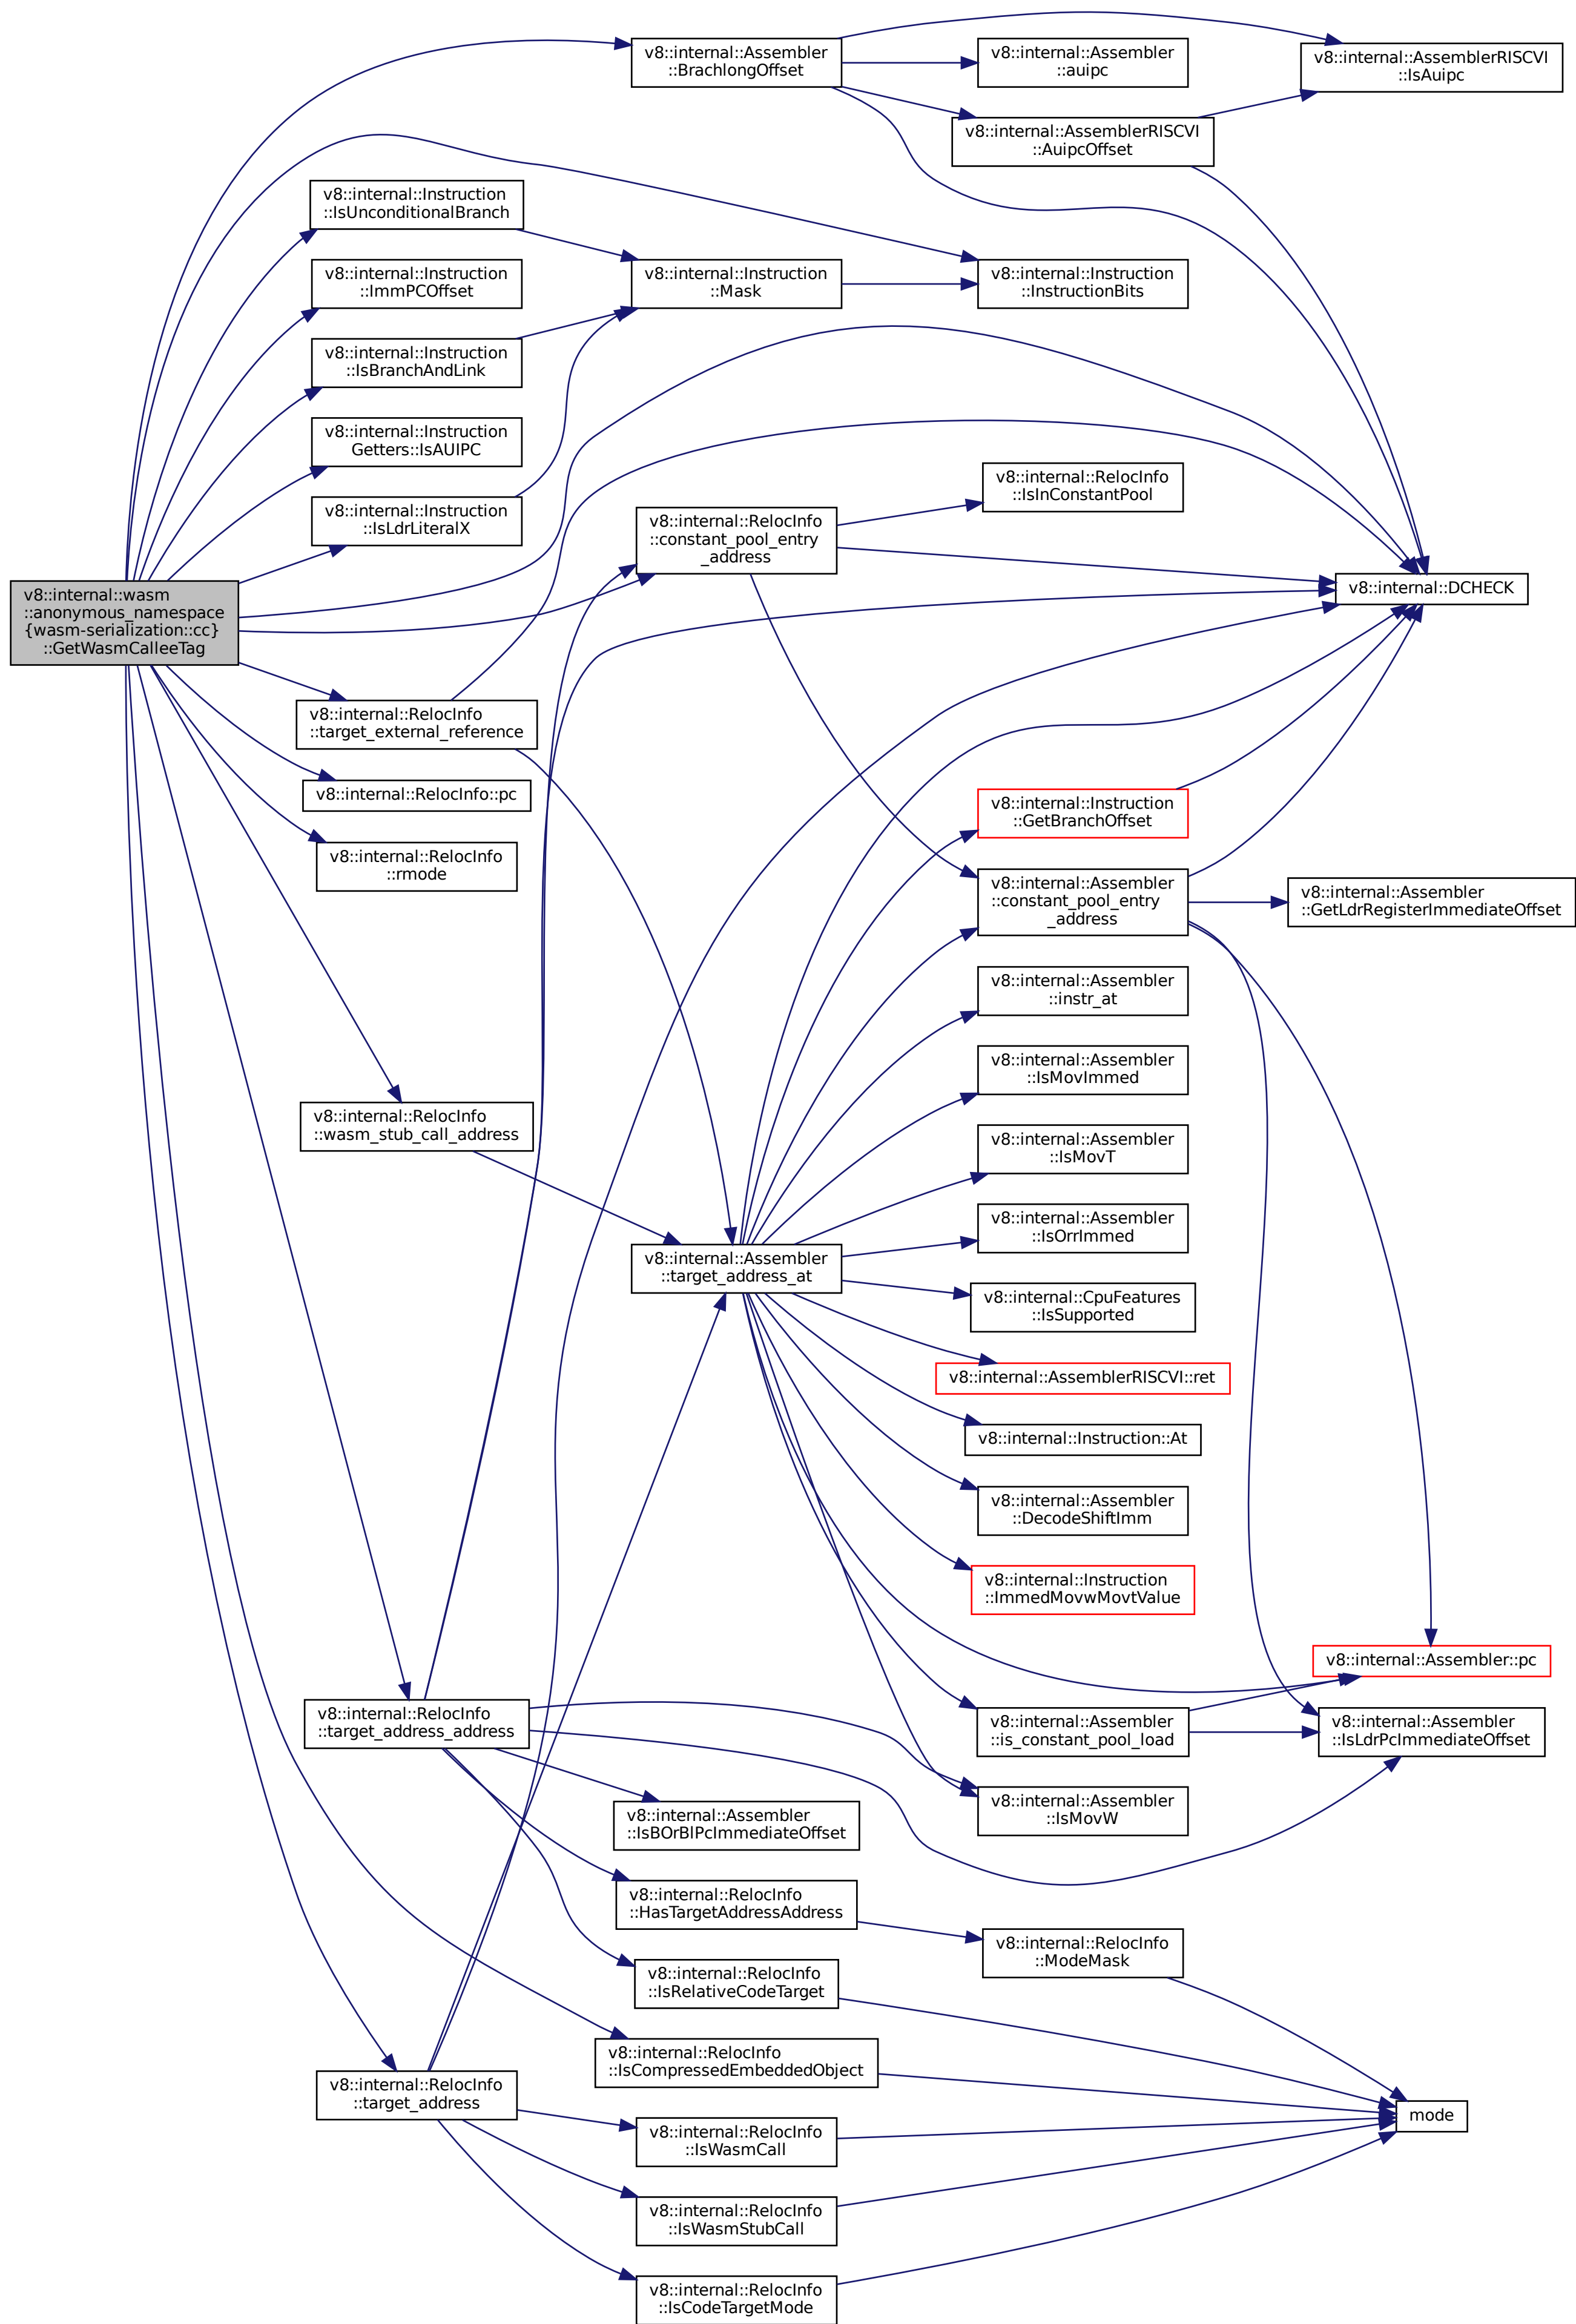 v8::internal::wasm
::anonymous_namespace
{wasm-serialization::cc}
::GetWasmCalleeTag
v8::internal::Assembler
::BrachlongOffset
v8::internal::Assembler
::auipc
v8::internal::AssemblerRISCVI
::IsAuipc
v8::internal::AssemblerRISCVI
::AuipcOffset
v8::internal::Instruction
::IsUnconditionalBranch
v8::internal::Instruction
::ImmPCOffset
v8::internal::Instruction
::Mask
v8::internal::Instruction
::InstructionBits
v8::internal::Instruction
::IsBranchAndLink
v8::internal::Instruction
Getters::IsAUIPC
v8::internal::Instruction
::IsLdrLiteralX
v8::internal::RelocInfo
::constant_pool_entry
_address
v8::internal::RelocInfo
::IsInConstantPool
v8::internal::DCHECK
v8::internal::RelocInfo
::target_external_reference
v8::internal::RelocInfo::pc
v8::internal::RelocInfo
::rmode
v8::internal::Instruction
::GetBranchOffset
v8::internal::Assembler
::constant_pool_entry
_address
v8::internal::Assembler
::GetLdrRegisterImmediateOffset
v8::internal::Assembler
::instr_at
v8::internal::Assembler
::IsMovImmed
v8::internal::RelocInfo
::wasm_stub_call_address
v8::internal::Assembler
::IsMovT
v8::internal::Assembler
::IsOrrImmed
v8::internal::Assembler
::target_address_at
v8::internal::CpuFeatures
::IsSupported
v8::internal::AssemblerRISCVI::ret
v8::internal::Instruction::At
v8::internal::Assembler
::DecodeShiftImm
v8::internal::Instruction
::ImmedMovwMovtValue
v8::internal::Assembler::pc
v8::internal::RelocInfo
::target_address_address
v8::internal::Assembler
::is_constant_pool_load
v8::internal::Assembler
::IsLdrPcImmediateOffset
v8::internal::Assembler
::IsMovW
v8::internal::Assembler
::IsBOrBlPcImmediateOffset
v8::internal::RelocInfo
::HasTargetAddressAddress
v8::internal::RelocInfo
::ModeMask
v8::internal::RelocInfo
::IsRelativeCodeTarget
v8::internal::RelocInfo
::IsCompressedEmbeddedObject
v8::internal::RelocInfo
::target_address
mode
v8::internal::RelocInfo
::IsWasmCall
v8::internal::RelocInfo
::IsWasmStubCall
v8::internal::RelocInfo
::IsCodeTargetMode